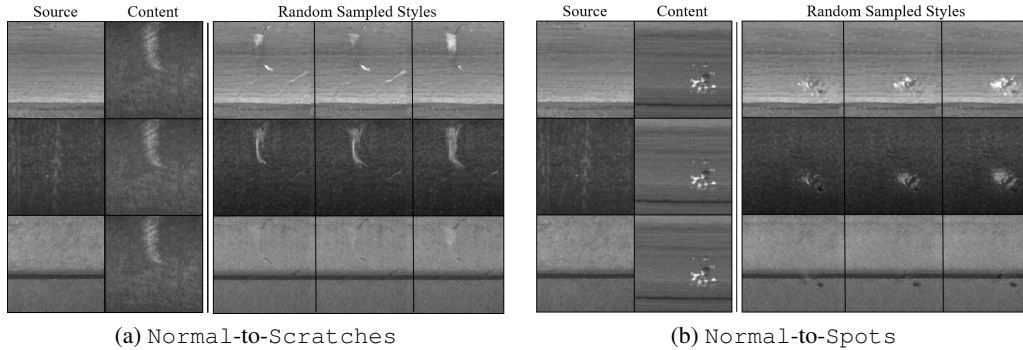 Source Content Random Sampled Styles
Source Content Random Sampled Styles
(a) Normal-to-Scratches
(b) Normal-to-Spots